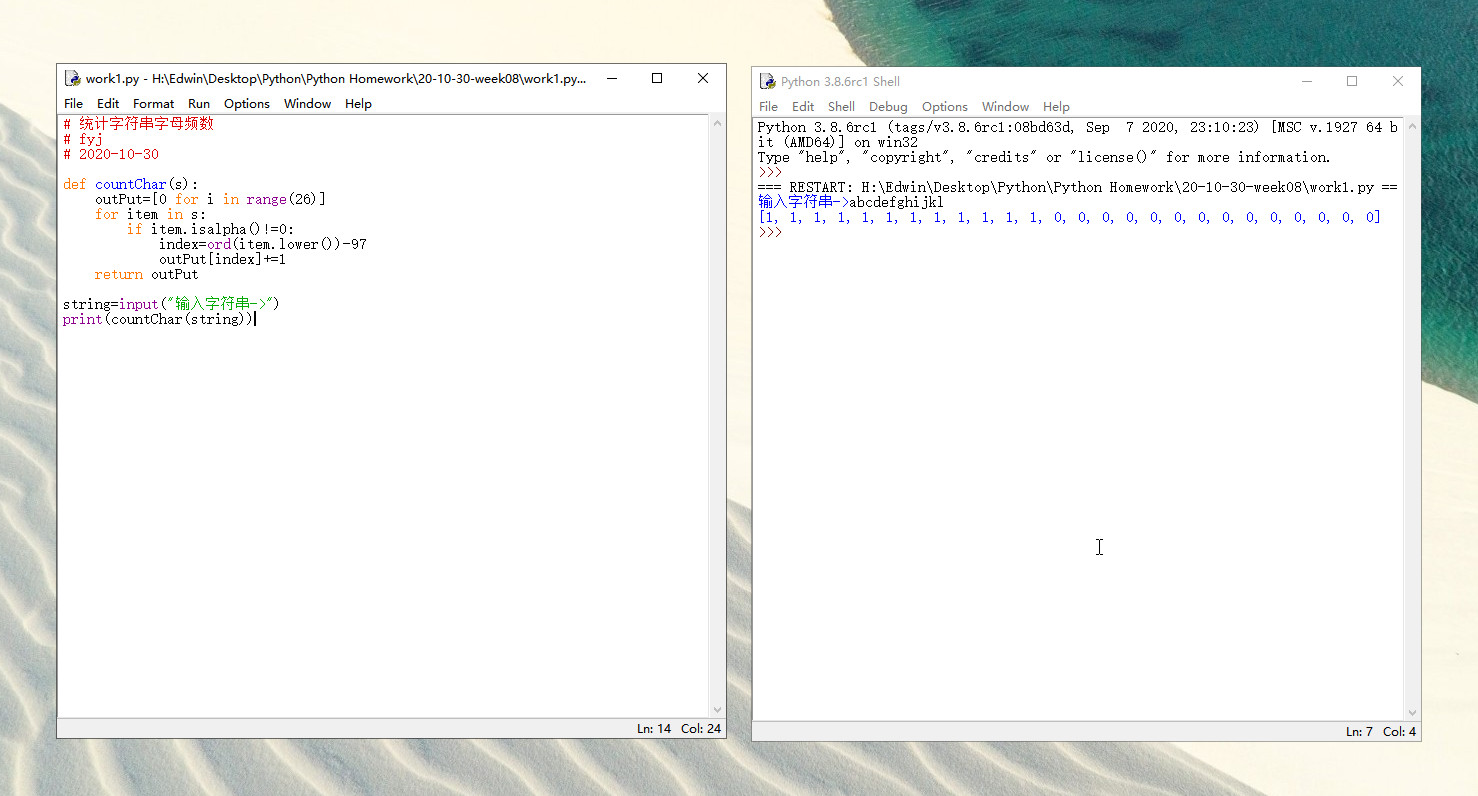 work1.py - H:\Edwin\Desktop\Python\Python Homework\20-10-30-week08\work1.py...
File Edit Format Run Options Window Help
# 统计字符串字母频数
# fyj
# 2020-10-30
def countChar(s):
    outPut=[0 for i in range(26)]
    for item in s:
        if item.isalpha()!=0:
            index=ord(item.lower())-97
            outPut[index]+=1
    return outPut
string=input("输入字符串->")
print(countChar(string))
Ln: 14 Col: 24
Python 3.8.6rc1 Shell
File Edit Shell Debug Options Window Help
Python 3.8.6rc1 (tags/v3.8.6rc1:08bd63d, Sep  7 2020, 23:10:23) [MSC v.1927 64 b
it (AMD64)] on win32
Type "help", "copyright", "credits" or "license()" for more information.
>>>
=== RESTART: H:\Edwin\Desktop\Python\Python Homework\20-10-30-week08\work1.py ==
输入字符串->abcdefghijkl
[1, 1, 1, 1, 1, 1, 1, 1, 1, 1, 1, 1, 0, 0, 0, 0, 0, 0, 0, 0, 0, 0, 0, 0, 0, 0]
>>>
Ln: 7 Col: 4